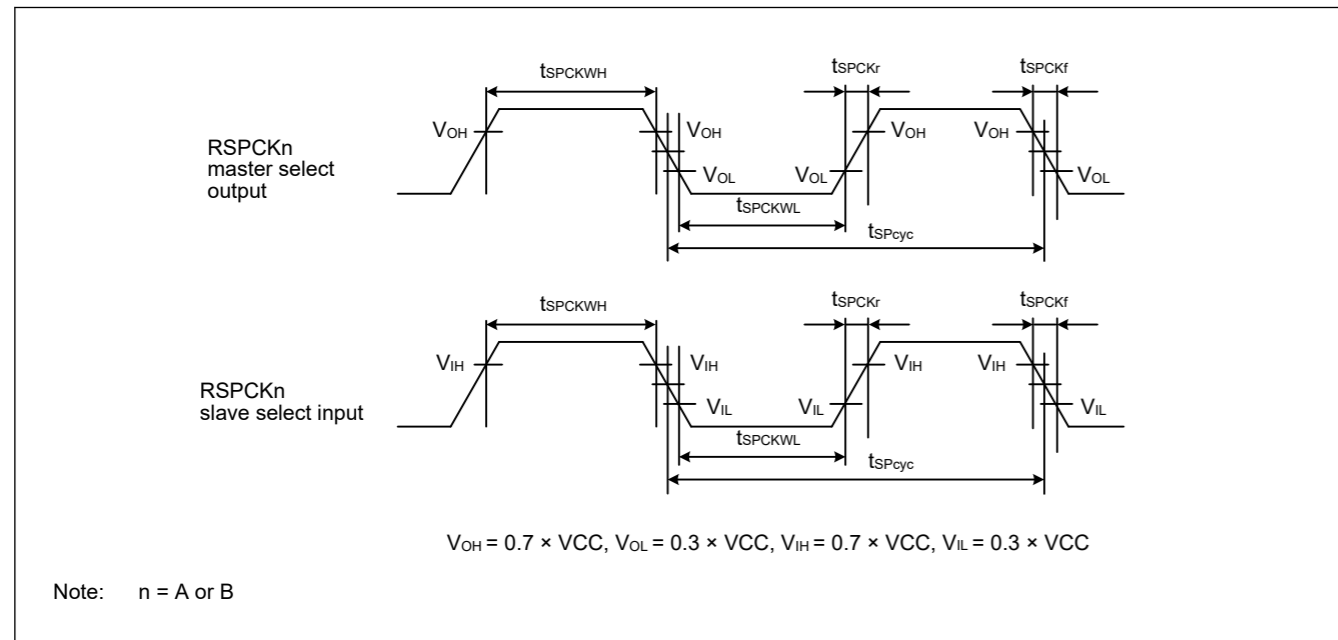 tSPCKWH
tSPCKr
tSPCKf
RSPCKn
master select
output
VOH
VOH
VOL
VOL
VOH
VOH
VOL
tSPCKWL
tSPcyc
tSPCKWH
tSPCKr
tSPCKf
RSPCKn
slave select input
VIH
VIH
VIL
VIL
VIH
VIH
VIL
tSPCKWL
tSPcyc
VOH = 0.7 × VCC, VOL = 0.3 × VCC, VIH = 0.7 × VCC, VIL = 0.3 × VCC
Note: n = A or B